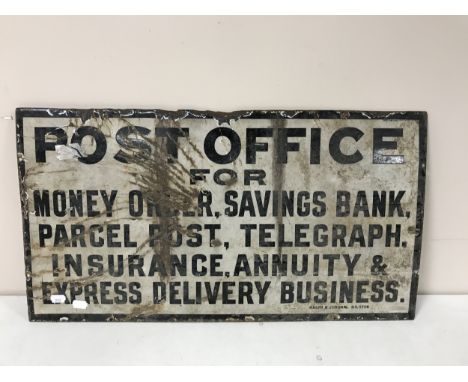 POST OFFICE
FOR
MONEY ORDER, SAVINGS BANK,
PARCEL POST, TELEGRAPH.
INSURANCE, ANNUITY &
EXPRESS DELIVERY BUSINESS.